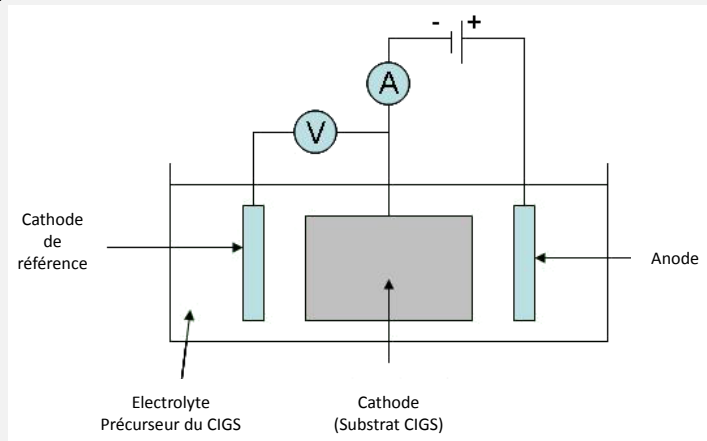 - +
A
V
Cathode
de
référence
Anode
Electrolyte
Précurseur du CIGS
Cathode
(Substrat CIGS)